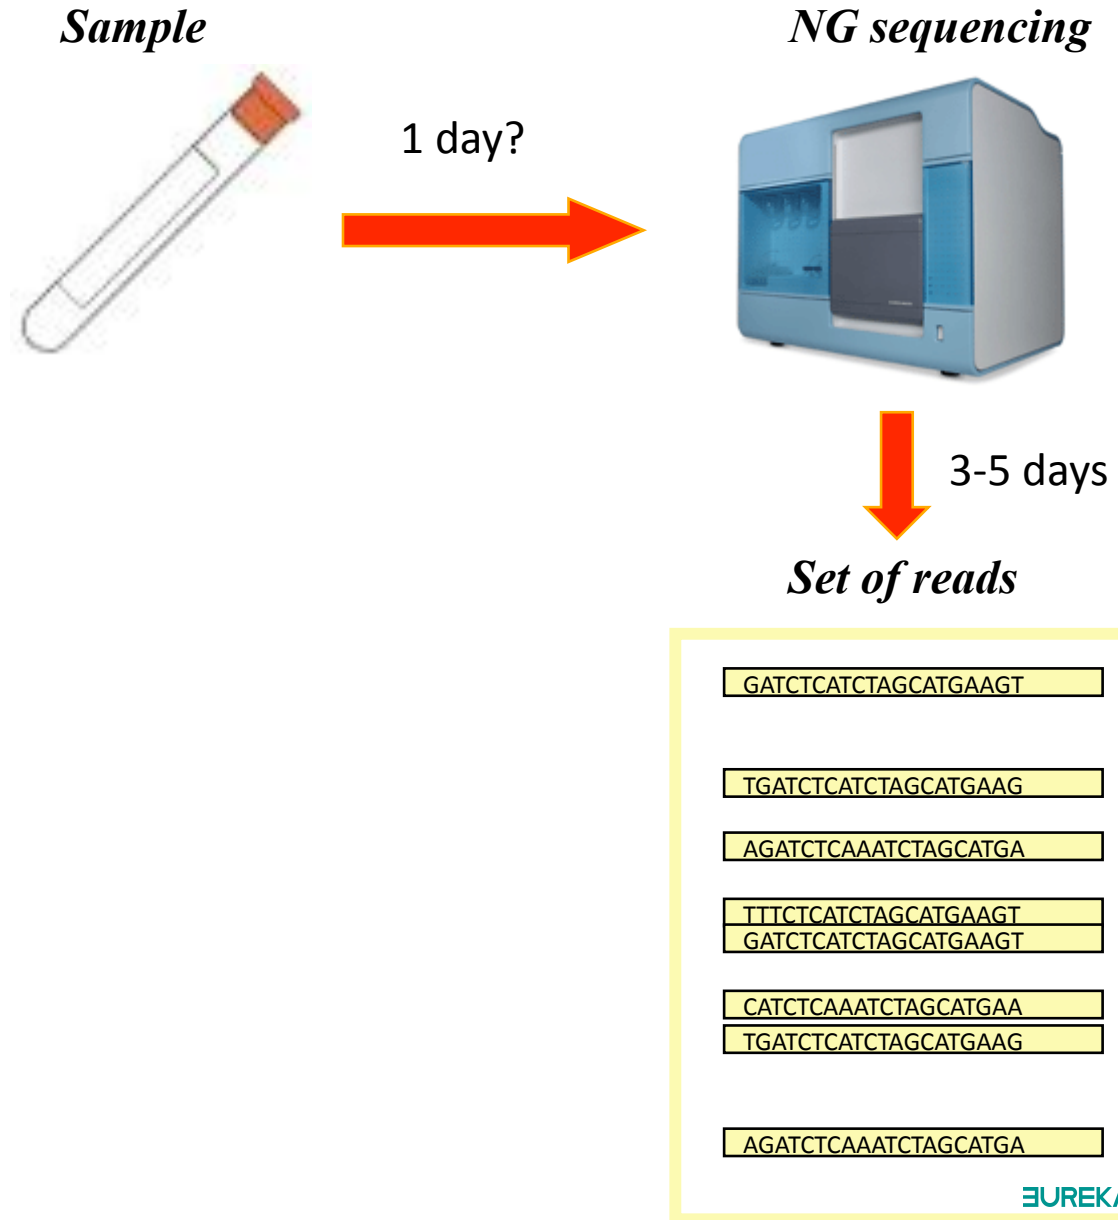 Sample
NG sequencing
1 day?
3-5 days
Set of reads
GATCTCATCTAGCATGAAGT
TGATCTCATCTAGCATGAAG
AGATCTCAAATCTAGCATGA
TTTCTCATCTAGCATGAAGT
GATCTCATCTAGCATGAAGT
CATCTCAAATCTAGCATGAA
TGATCTCATCTAGCATGAAG
AGATCTCAAATCTAGCATGA
EUREKA